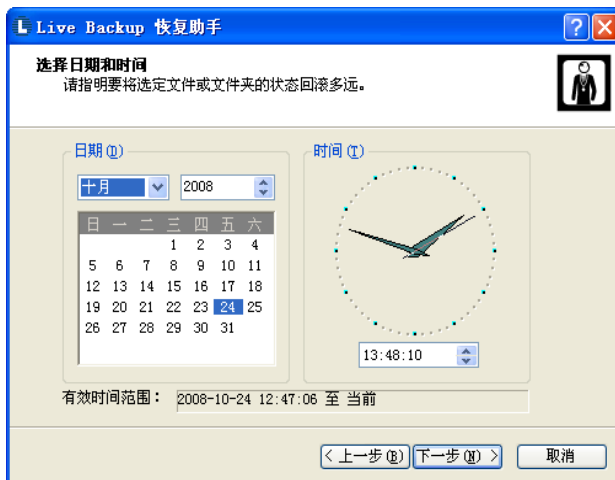 Live Backup 恢复助手
选择日期和时间
请指明要将选定文件或文件夹的状态回滚多远。
日期(D)
十月 2008
日 一 二 三 四 五 六
1 2 3 4
5 6 7 8 9 10 11
12 13 14 15 16 17 18
19 20 21 22 23 24 25
26 27 28 29 30 31
时间(T)
13:48:10
有效时间范围： 2008-10-24 12:47:06 至 当前
< 上一步(B) 下一步(N) > 取消